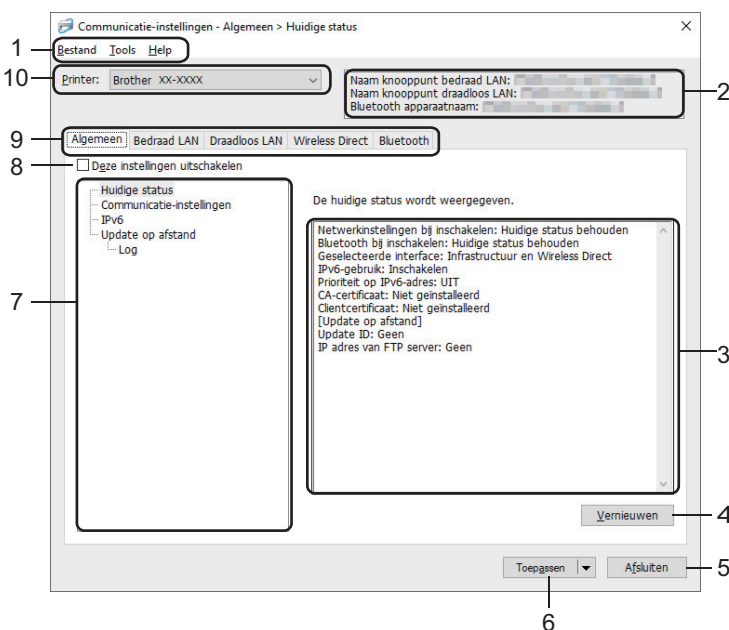 Communicatie-instellingen - Algemeen > Huidige status
1
Bestand Tools Help
10
Printer: Brother XX-XXXX
Naam knooppunt bedraad LAN:
Naam knooppunt draadloos LAN:
Bluetooth apparaatnaam:
2
9
Algemeen Bedraad LAN Draadloos LAN Wireless Direct Bluetooth
8
Deze instellingen uitschakelen
Huidige status
Communicatie-instellingen
IPv6
Update op afstand
Log
7
De huidige status wordt weergegeven.
Netwerkinstellingen bij inschakelen: Huidige status behouden
Bluetooth bij inschakelen: Huidige status behouden
Geselecteerde interface: Infrastructuur en Wireless Direct
IPv6-gebruik: Inschakelen
Prioriteit op IPv6-adres: UIT
CA-certificaat: Niet geïnstalleerd
Clientcertificaat: Niet geïnstalleerd
[Update op afstand]
Update ID: Geen
IP adres van FTP server: Geen
3
Vernieuwen
4
Toepassen
Afsluiten
5
6